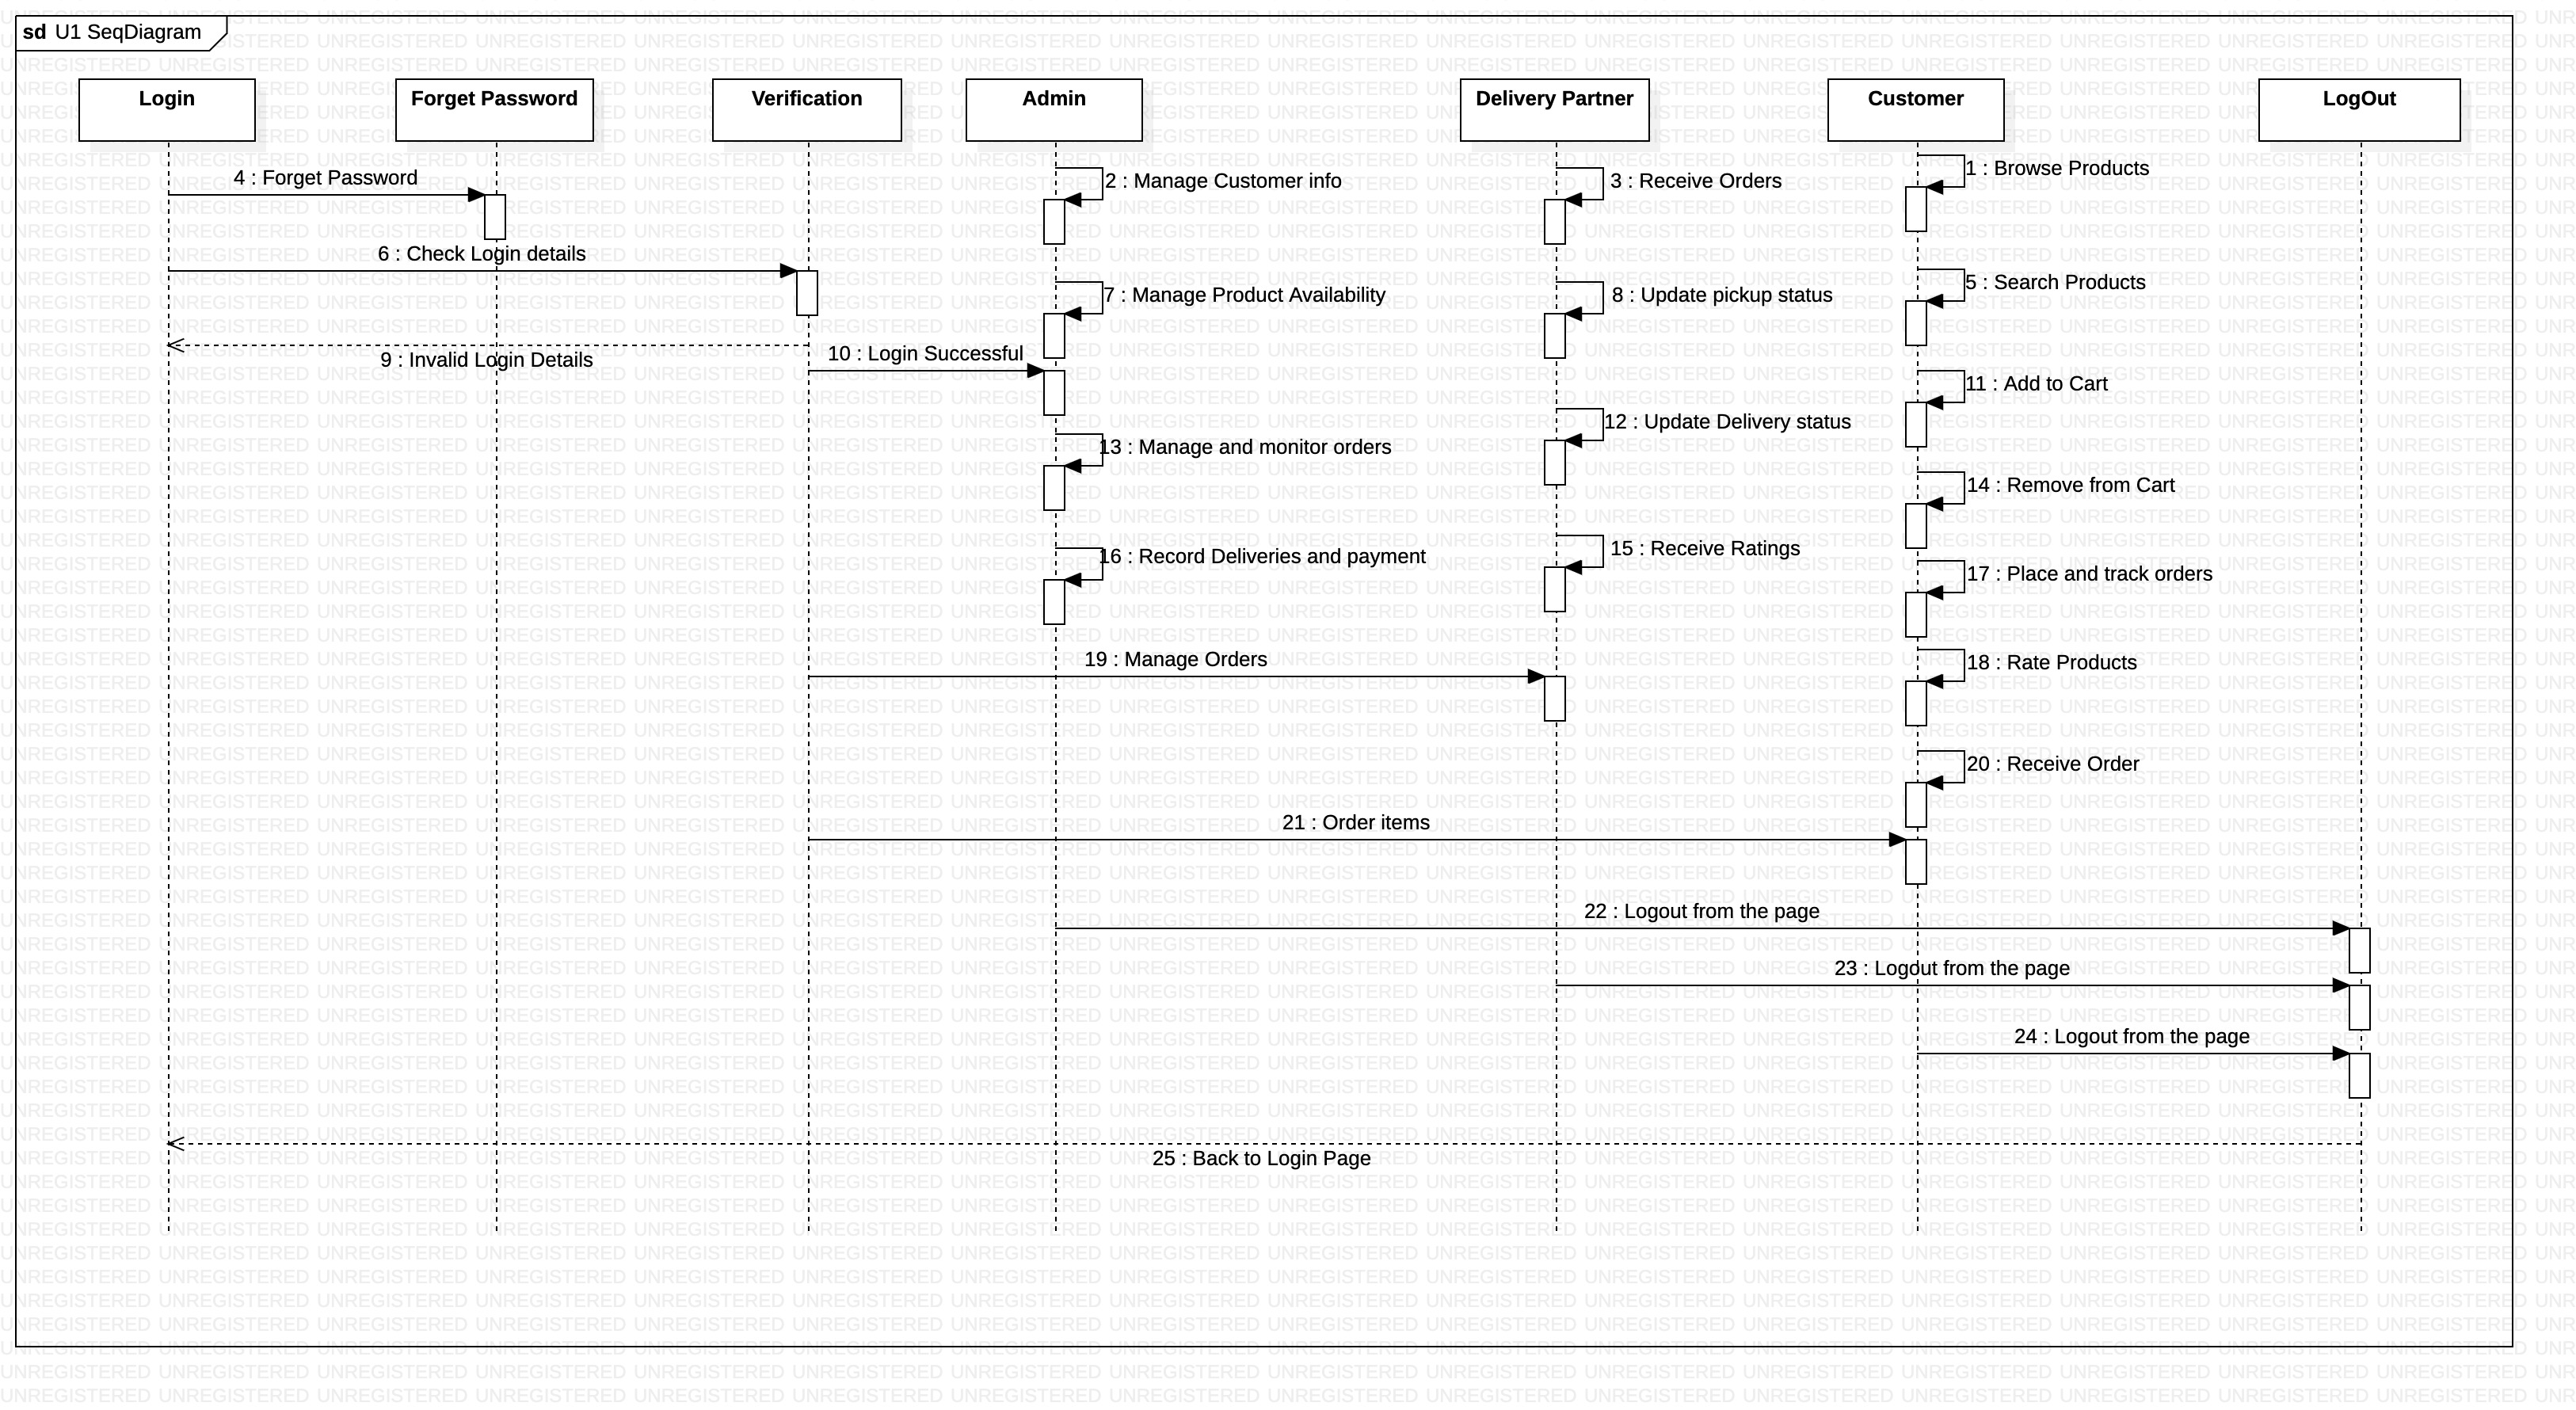 sd U1 SeqDiagram
Login
Forget Password
Verification
Admin
Delivery Partner
Customer
LogOut
1 : Browse Products
4 : Forget Password
2 : Manage Customer info
3 : Receive Orders
6 : Check Login details
5 : Search Products
7 : Manage Product Availability
8 : Update pickup status
9 : Invalid Login Details
10 : Login Successful
11 : Add to Cart
12 : Update Delivery status
13 : Manage and monitor orders
14 : Remove from Cart
15 : Receive Ratings
16 : Record Deliveries and payment
17 : Place and track orders
19 : Manage Orders
18 : Rate Products
20 : Receive Order
21 : Order items
22 : Logout from the page
23 : Logout from the page
24 : Logout from the page
25 : Back to Login Page
UNREGISTERED